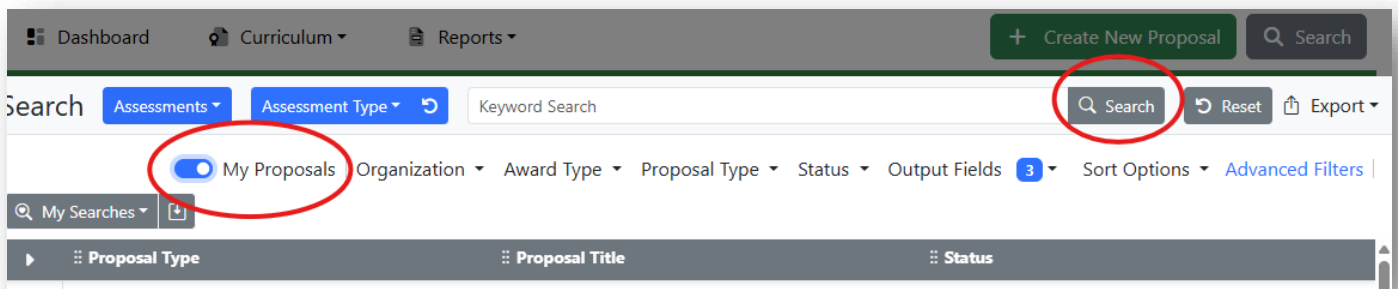 Dashboard Curriculum Reports + Create New Proposal Search
Search Assessments Assessment Type Keyword Search Search Reset Export
My Proposals Organization Award Type Proposal Type Status Output Fields 3 Sort Options Advanced Filters
My Searches
Proposal Type Proposal Title Status